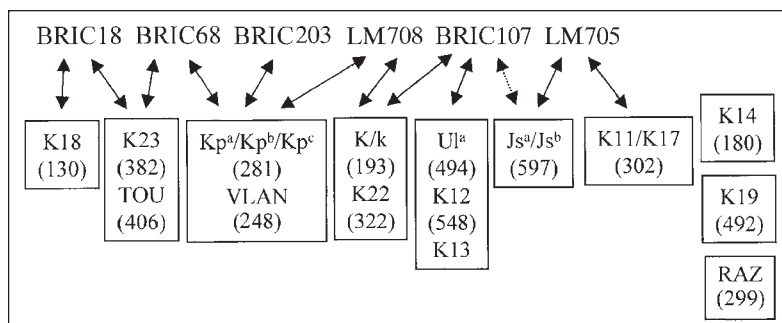 BRIC18 BRIC68 BRIC203 LM708 BRIC107 LM705
K18
(130)
K23
(382)
TOU
(406)
Kpᵃ/Kpᵇ/Kpᶜ
(281)
VLAN
(248)
K/k
(193)
K22
(322)
Ulᵃ
(494)
K12
(548)
K13
Jsᵃ/Jsᵇ
(597)
K11/K17
(302)
K14
(180)
K19
(492)
RAZ
(299)